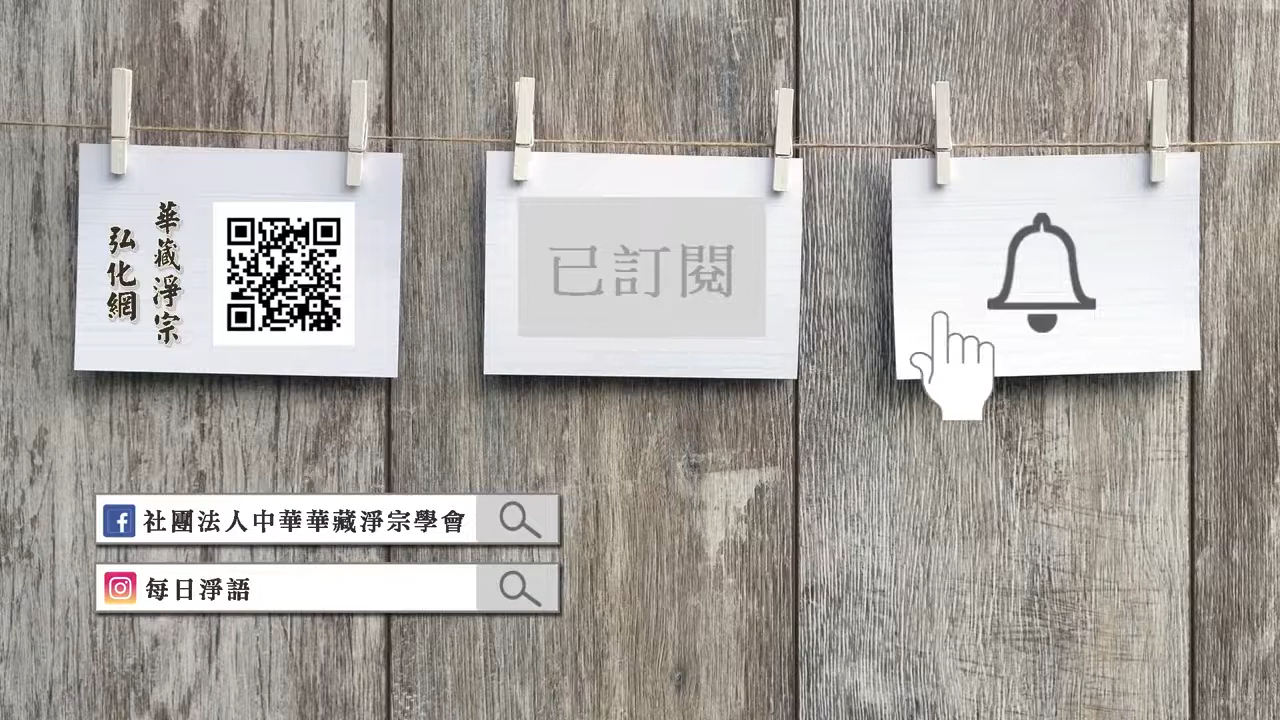 華藏淨宗
弘化網
已訂閱
社團法人中華華藏淨宗學會
每日淨語